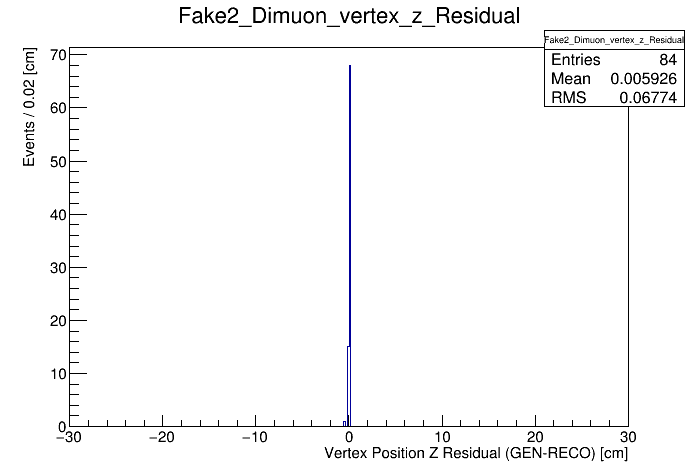 Fake2_Dimuon_vertex_z_Residual
Fake2_Dimuon_vertex_z_Residual
Entries 84
Mean 0.005926
RMS 0.06774
Events / 0.02 [cm]
70
60
50
40
30
20
10
0
−30 −20 −10 0 10 20 30
Vertex Position Z Residual (GEN-RECO) [cm]